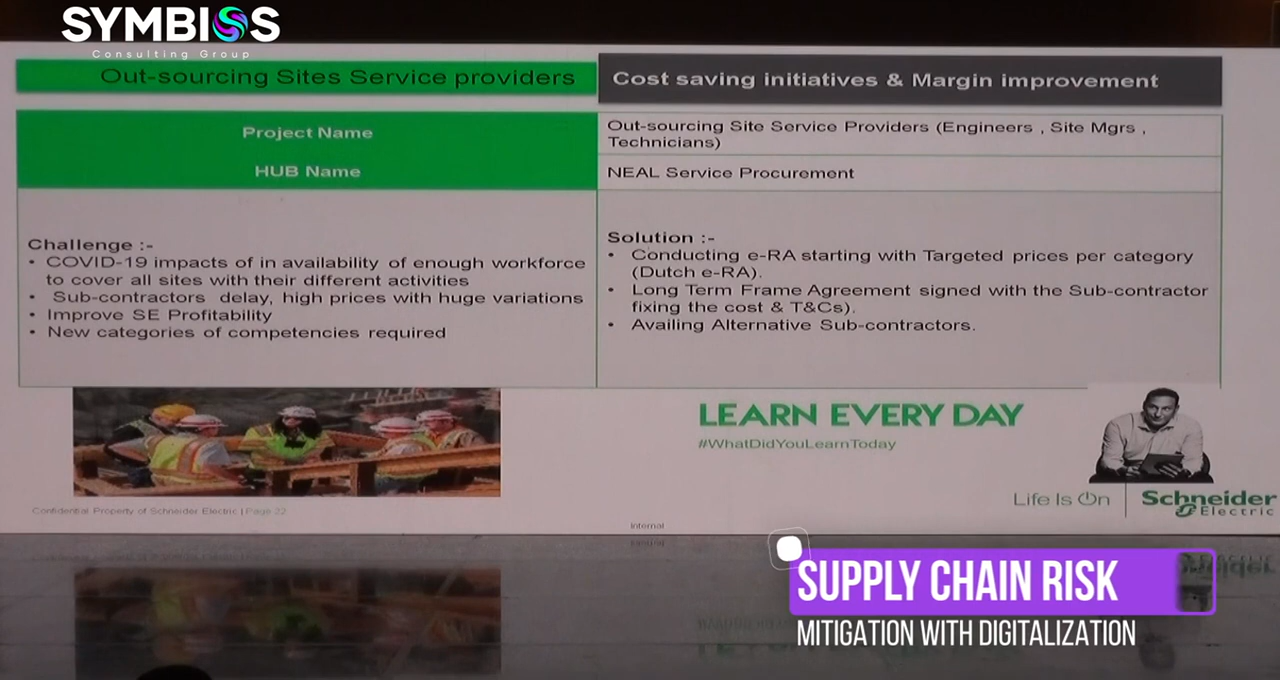 SYMBIOS
Consulting Group
Out-sourcing Sites Service providers
Cost saving initiatives & Margin improvement
Project Name
Out-sourcing Site Service Providers (Engineers , Site Mgrs ,
Technicians)
HUB Name
NEAL Service Procurement
Challenge :-
• COVID-19 impacts of in availability of enough workforce
to cover all sites with their different activities
• Sub-contractors delay, high prices with huge variations
• Improve SE Profitability
• New categories of competencies required
Solution :-
• Conducting e-RA starting with Targeted prices per category
(Dutch e-RA).
• Long Term Frame Agreement signed with the Sub-contractor
fixing the cost & T&Cs).
• Availing Alternative Sub-contractors.
LEARN EVERY DAY
#WhatDidYouLearnToday
Life Is On
Schneider
Electric
Confidential Property of Schneider Electric | Page 22
Internal
SUPPLY CHAIN RISK
MITIGATION WITH DIGITALIZATION